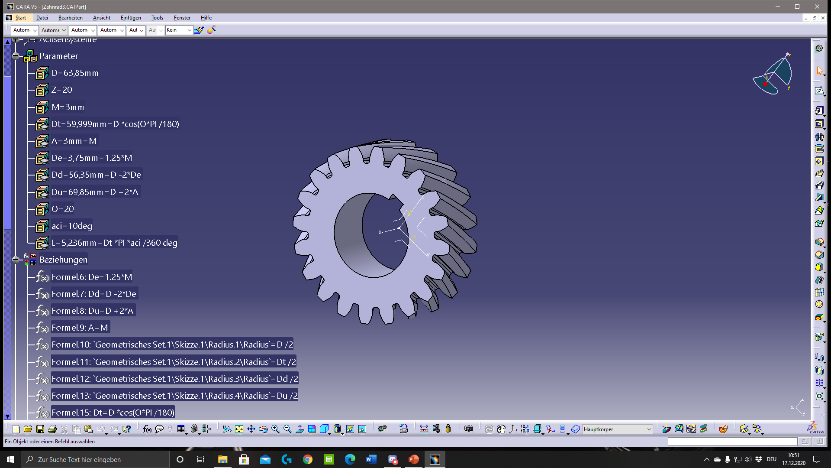 CATIA V5 - [Zahnrad3.CATPart]
Start Datei Bearbeiten Ansicht Einfügen Tools Fenster Hilfe
Autom Autom Autom Autom Aut Aut Kein
Achsensysteme
Parameter
D=63,85mm
Z=20
M=3mm
Dt=59,999mm=D *cos(O*PI /180)
A=3mm=M
De=3,75mm=1.25*M
Dd=56,35mm=D -2*De
Du=69,85mm=D +2*A
O=20
aci=10deg
L=5,236mm=Dt *PI *aci /360 deg
Beziehungen
Formel.6: De=1.25*M
Formel.7: Dd=D -2*De
Formel.8: Du=D +2*A
Formel.9: A=M
Formel.10: `Geometrisches Set.1\Skizze.1\Radius.1\Radius`=D /2
Formel.11: `Geometrisches Set.1\Skizze.1\Radius.2\Radius`=Dt /2
Formel.12: `Geometrisches Set.1\Skizze.1\Radius.3\Radius`=Dd /2
Formel.13: `Geometrisches Set.1\Skizze.1\Radius.4\Radius`=Du /2
Formel.15: Dt=D *cos(O*PI /180)
Hauptkörper
Ein Objekt oder einen Befehl auswählen
Zur Suche Text hier eingeben
DEU
10:51
17.12.2020